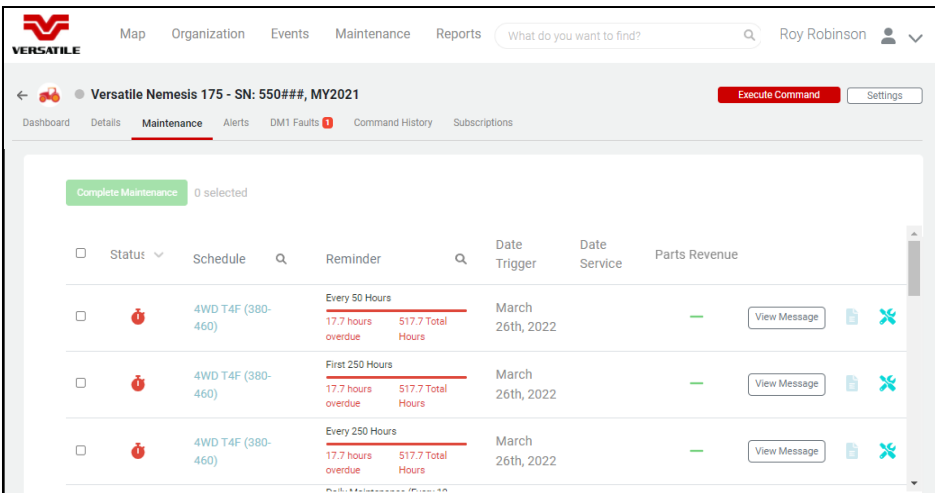 VERSATILE
Map Organization Events Maintenance Reports What do you want to find? Roy Robinson
Versatile Nemesis 175 - SN: 550###, MY2021 Execute Command Settings
Dashboard Details Maintenance Alerts DM1 Faults 1 Command History Subscriptions
Complete Maintenance 0 selected
Status Schedule Reminder Date Trigger Date Service Parts Revenue
Every 50 Hours
4WD T4F (380-460) 17.7 hours overdue 517.7 Total Hours March 26th, 2022 View Message
First 250 Hours
4WD T4F (380-460) 17.7 hours overdue 517.7 Total Hours March 26th, 2022 View Message
Every 250 Hours
4WD T4F (380-460) 17.7 hours overdue 517.7 Total Hours March 26th, 2022 View Message
Daily Maintenance (Every 10